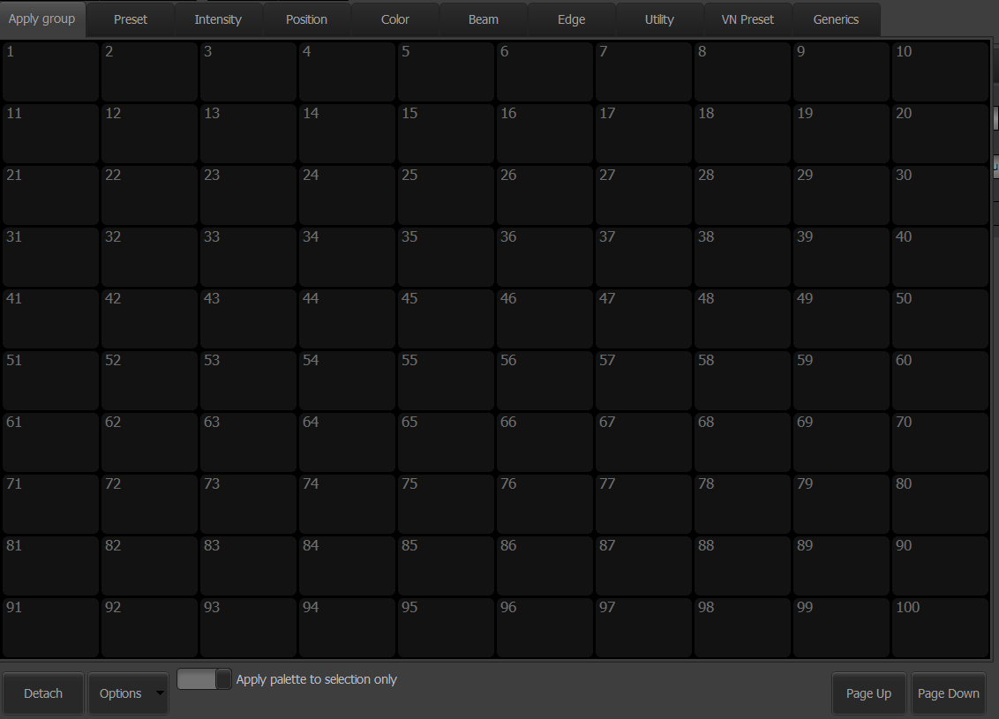 Apply group Preset Intensity Position Color Beam Edge Utility VN Preset Generics
1 2 3 4 5 6 7 8 9 10
11 12 13 14 15 16 17 18 19 20
21 22 23 24 25 26 27 28 29 30
31 32 33 34 35 36 37 38 39 40
41 42 43 44 45 46 47 48 49 50
51 52 53 54 55 56 57 58 59 60
61 62 63 64 65 66 67 68 69 70
71 72 73 74 75 76 77 78 79 80
81 82 83 84 85 86 87 88 89 90
91 92 93 94 95 96 97 98 99 100
Detach Options Apply palette to selection only Page Up Page Down